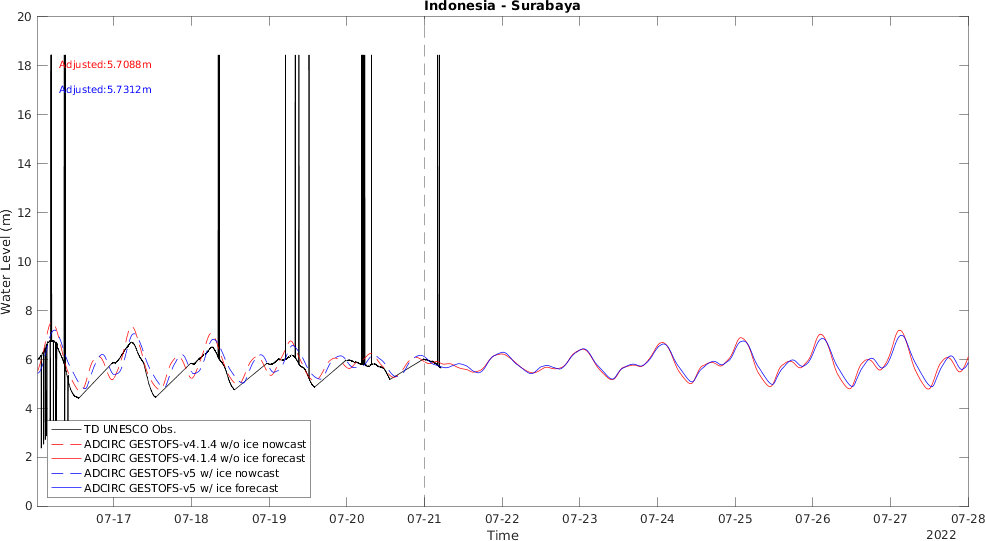 Indonesia - Surabaya
20
18
16
14
12
10
8
6
4
2
0
Water Level (m)
Adjusted:5.7088m
Adjusted:5.7312m
TD UNESCO Obs.
ADCIRC GESTOFS-v4.1.4 w/o ice nowcast
ADCIRC GESTOFS-v4.1.4 w/o ice forecast
ADCIRC GESTOFS-v5 w/ ice nowcast
ADCIRC GESTOFS-v5 w/ ice forecast
07-17 07-18 07-19 07-20 07-21 07-22 07-23 07-24 07-25 07-26 07-27 07-28
Time
2022